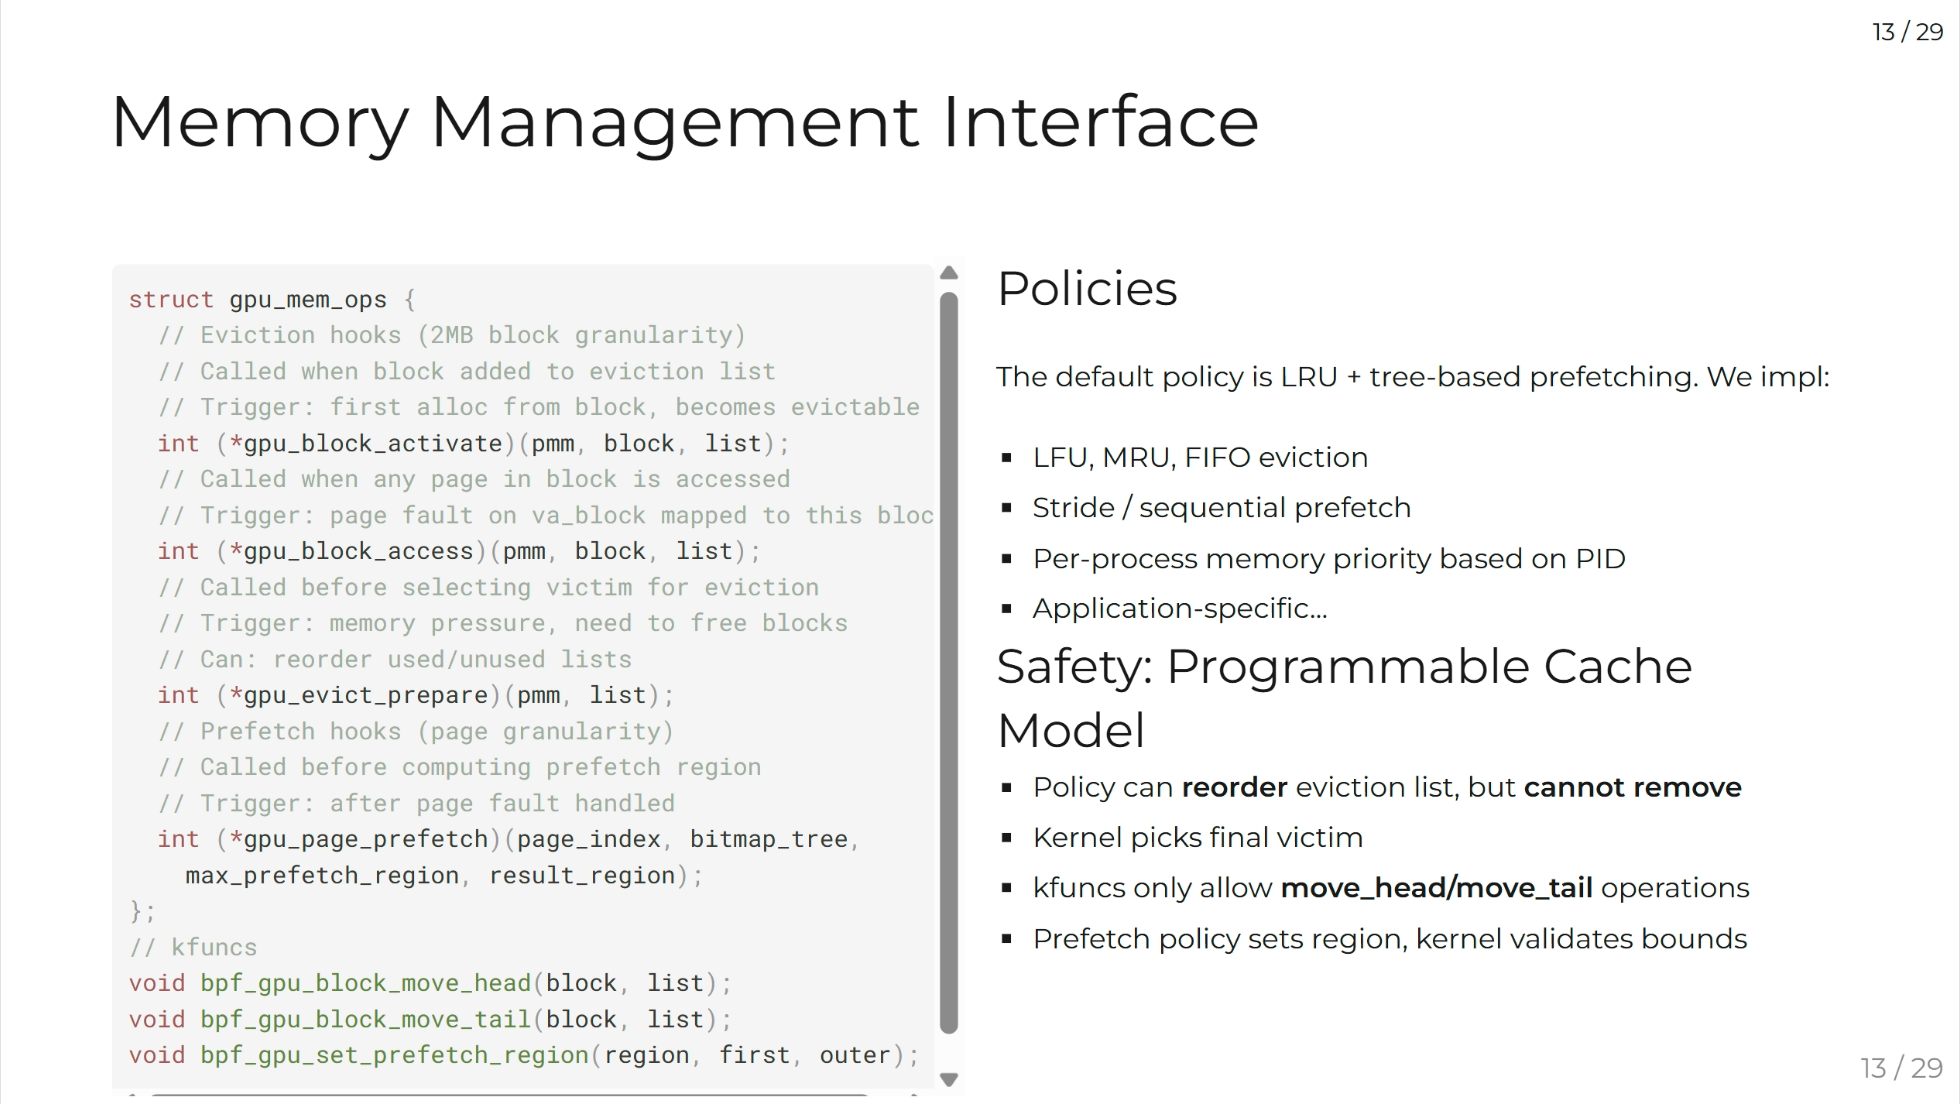 13 / 29
Memory Management Interface
struct gpu_mem_ops {
  // Eviction hooks (2MB block granularity)
  // Called when block added to eviction list
  // Trigger: first alloc from block, becomes evictable
  int (*gpu_block_activate)(pmm, block, list);
  // Called when any page in block is accessed
  // Trigger: page fault on va_block mapped to this bloc
  int (*gpu_block_access)(pmm, block, list);
  // Called before selecting victim for eviction
  // Trigger: memory pressure, need to free blocks
  // Can: reorder used/unused lists
  int (*gpu_evict_prepare)(pmm, list);
  // Prefetch hooks (page granularity)
  // Called before computing prefetch region
  // Trigger: after page fault handled
  int (*gpu_page_prefetch)(page_index, bitmap_tree,
    max_prefetch_region, result_region);
};
// kfuncs
void bpf_gpu_block_move_head(block, list);
void bpf_gpu_block_move_tail(block, list);
void bpf_gpu_set_prefetch_region(region, first, outer);
Policies
The default policy is LRU + tree-based prefetching. We impl:
▪ LFU, MRU, FIFO eviction
▪ Stride / sequential prefetch
▪ Per-process memory priority based on PID
▪ Application-specific...
Safety: Programmable Cache
Model
▪ Policy can reorder eviction list, but cannot remove
▪ Kernel picks final victim
▪ kfuncs only allow move_head/move_tail operations
▪ Prefetch policy sets region, kernel validates bounds
13 / 29